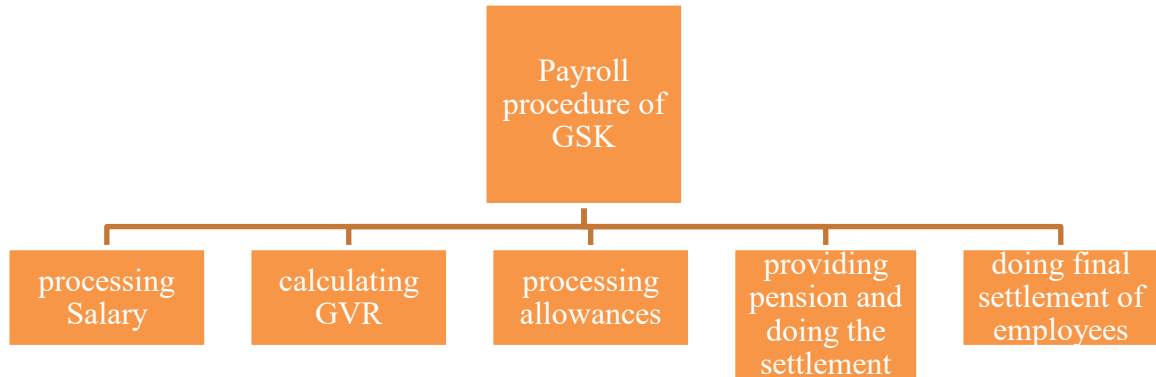 Payroll
procedure of
GSK
processing
Salary
calculating
GVR
processing
allowances
providing
pension and
doing the
settlement
doing final
settlement of
employees